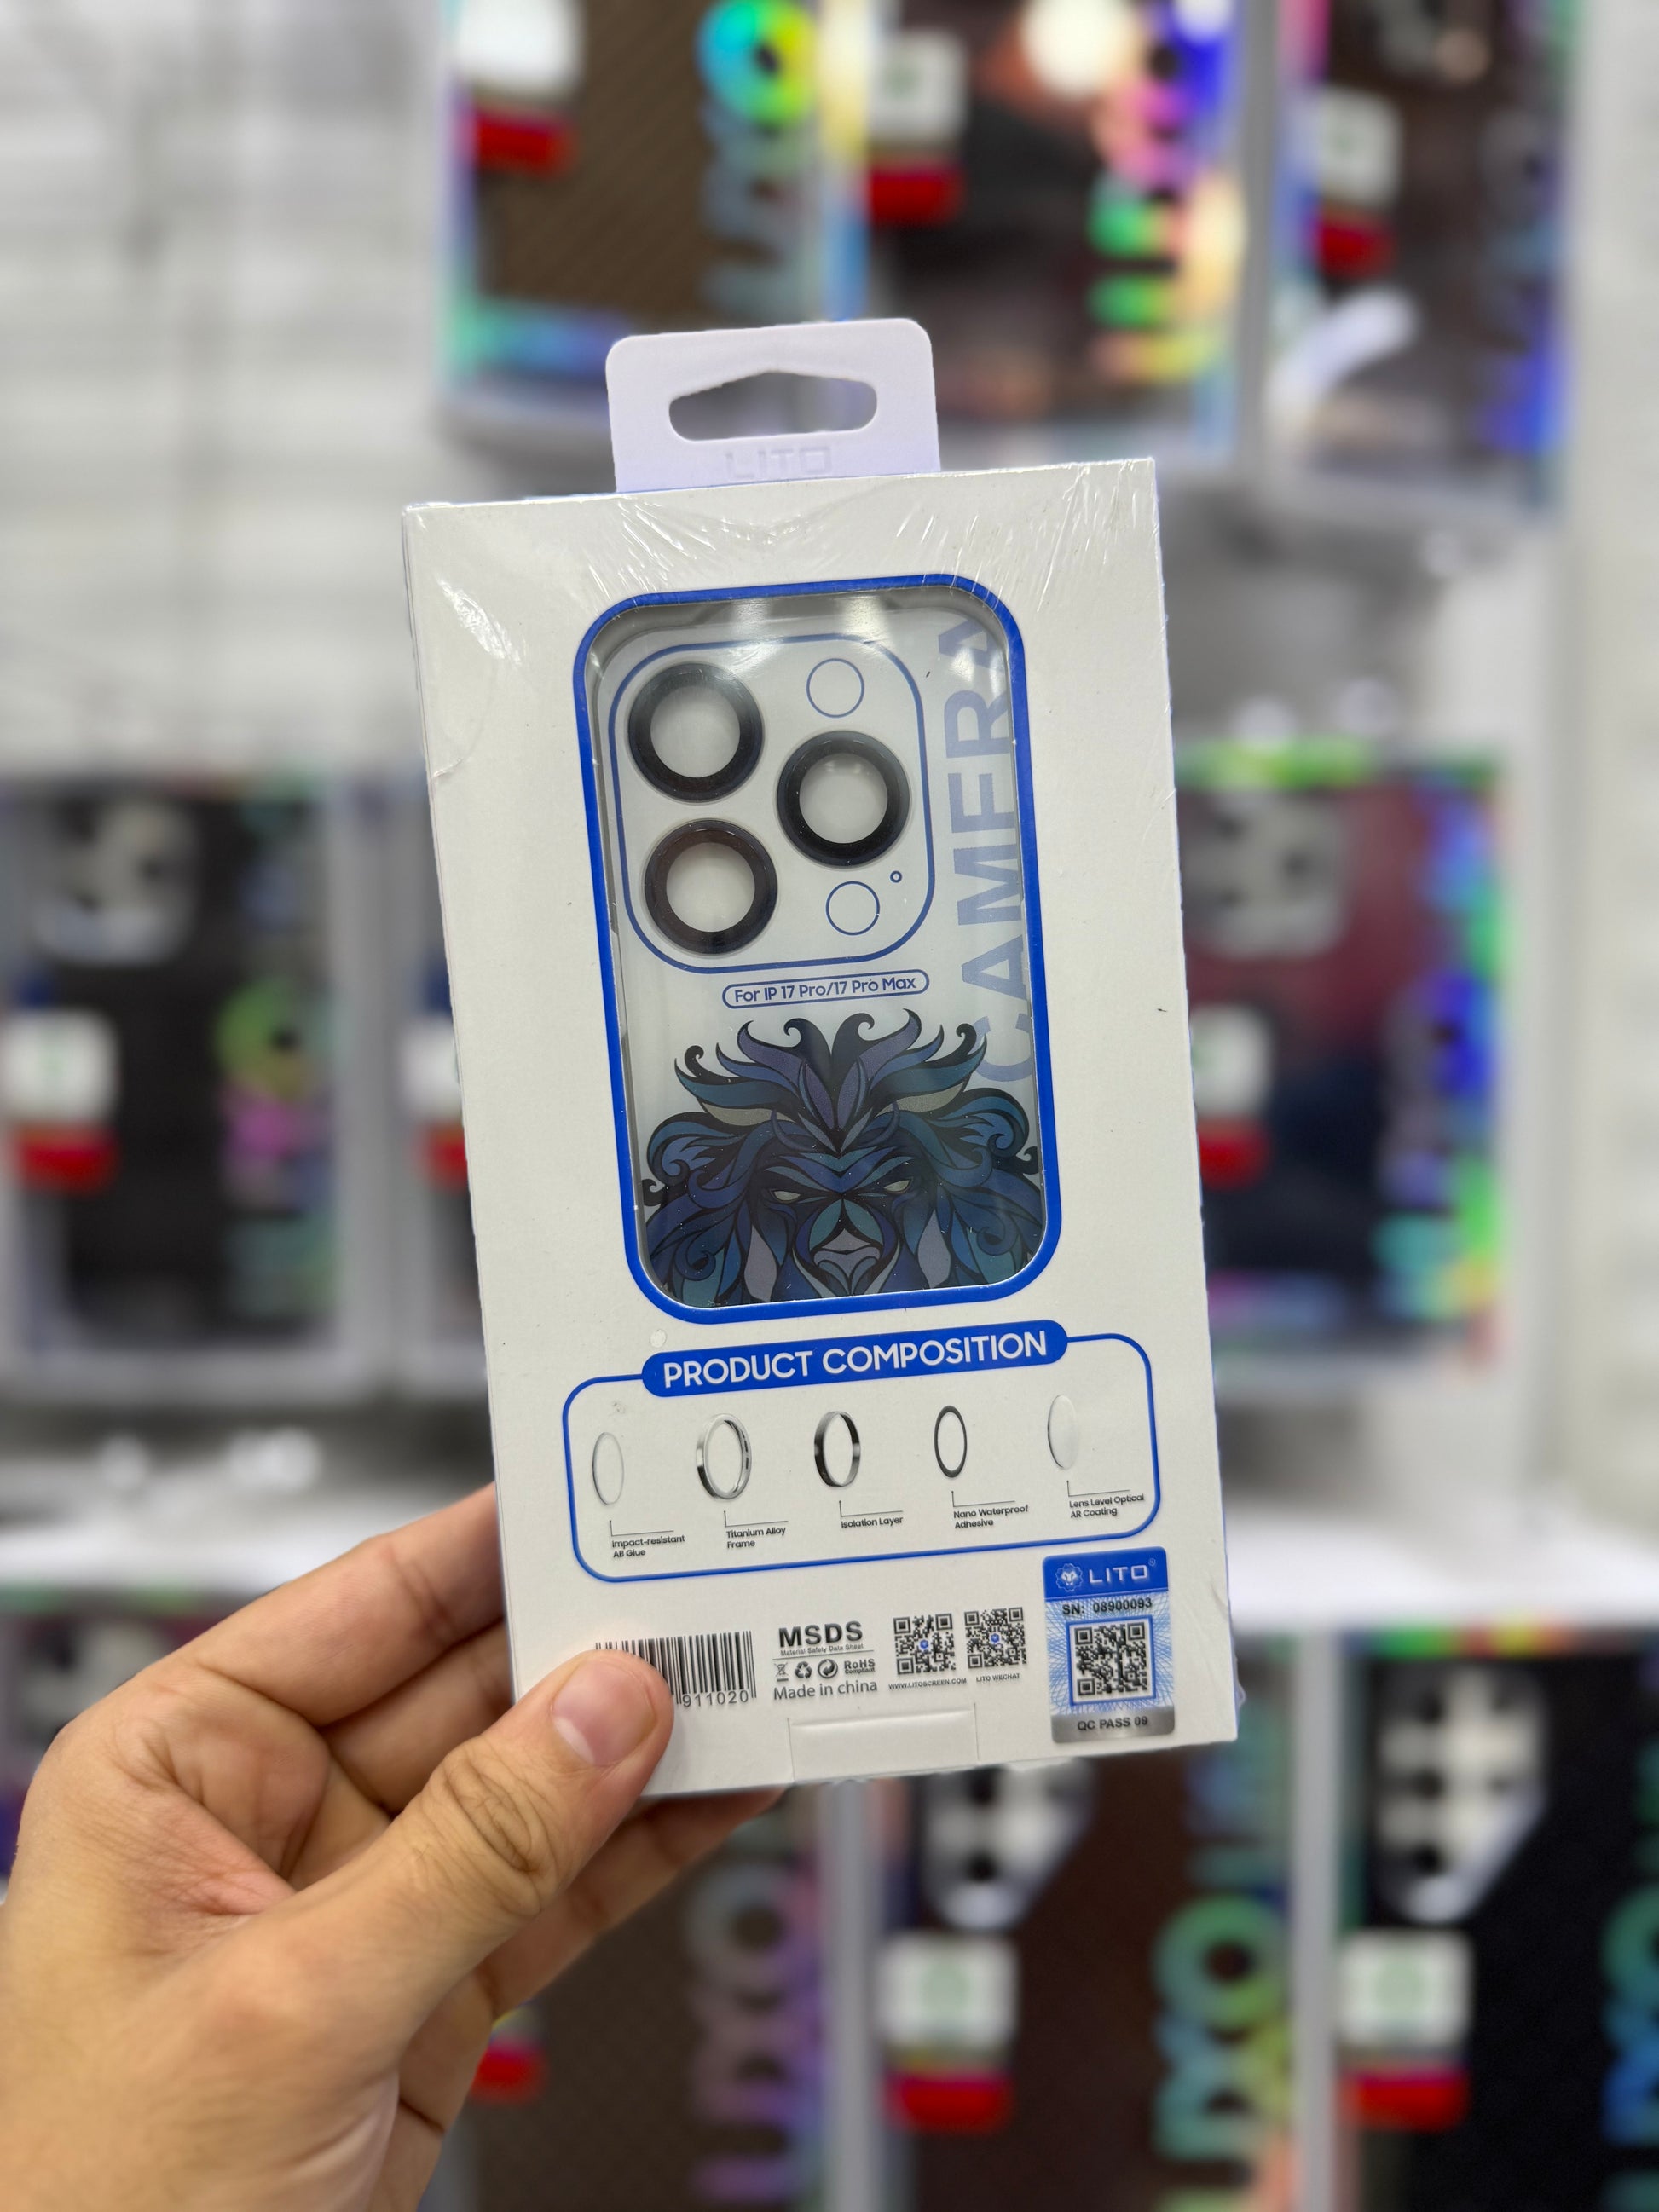 LITO
CAMERA
For IP 17 Pro/17 Pro Max
PRODUCT COMPOSITION
Impact-resistant
AB Glue
Titanium Alloy
Frame
Isolation Layer
Nano Waterproof
Adhesive
Lens Level Optical
AR Coating
LITO®
SN: 08900093
QC PASS 09
911020
MSDS
Material Safety Data Sheet
RoHS
Compliant
Made in china
WWW.LITOSCREEN.COM
LITO WECHAT